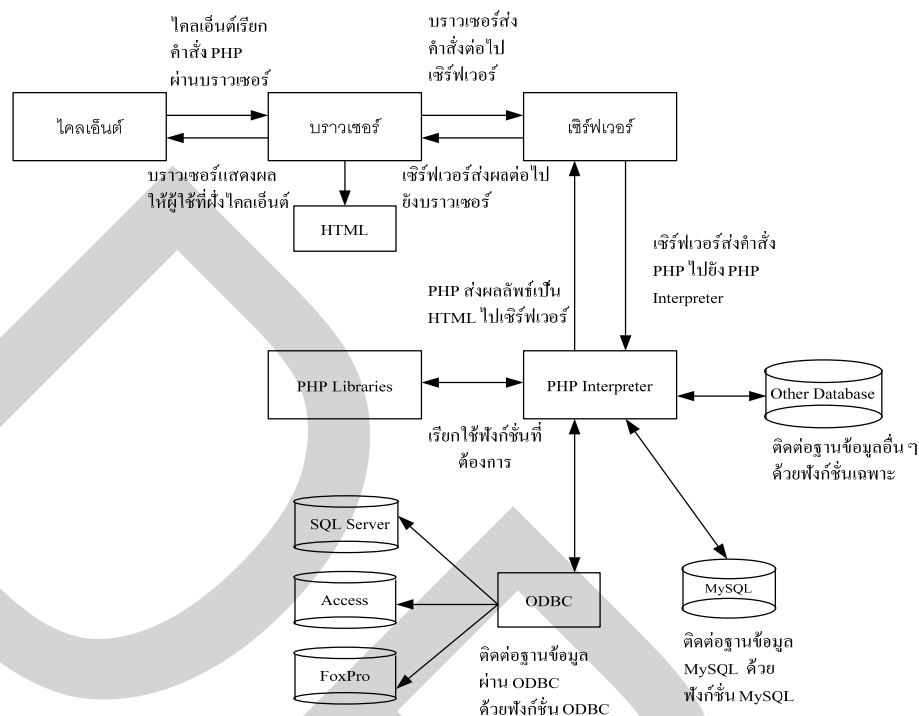 ไคลเอ็นต์เรียก
คำสั่ง PHP
ผ่านบราวเซอร์
บราวเซอร์ส่ง
คำสั่งต่อไป
เซิร์ฟเวอร์
ไคลเอ็นต์
บราวเซอร์
เซิร์ฟเวอร์
บราวเซอร์แสดงผล
ให้ผู้ใช้ที่ฝั่งไคลเอ็นต์
เซิร์ฟเวอร์ส่งผลต่อไป
ยังบราวเซอร์
HTML
เซิร์ฟเวอร์ส่งคำสั่ง
PHP ไปยัง PHP
Interpreter
PHP ส่งผลลัพธ์เป็น
HTML ไปเซิร์ฟเวอร์
PHP Libraries
PHP Interpreter
Other Database
เรียกใช้ฟังก์ชั่นที่
ต้องการ
ติดต่อฐานข้อมูลอื่น ๆ
ด้วยฟังก์ชั่นเฉพาะ
SQL Server
Access
FoxPro
ODBC
MySQL
ติดต่อฐานข้อมูล
ผ่าน ODBC
ด้วยฟังก์ชั่น ODBC
ติดต่อฐานข้อมูล
MySQL ด้วย
ฟังก์ชั่น MySQL